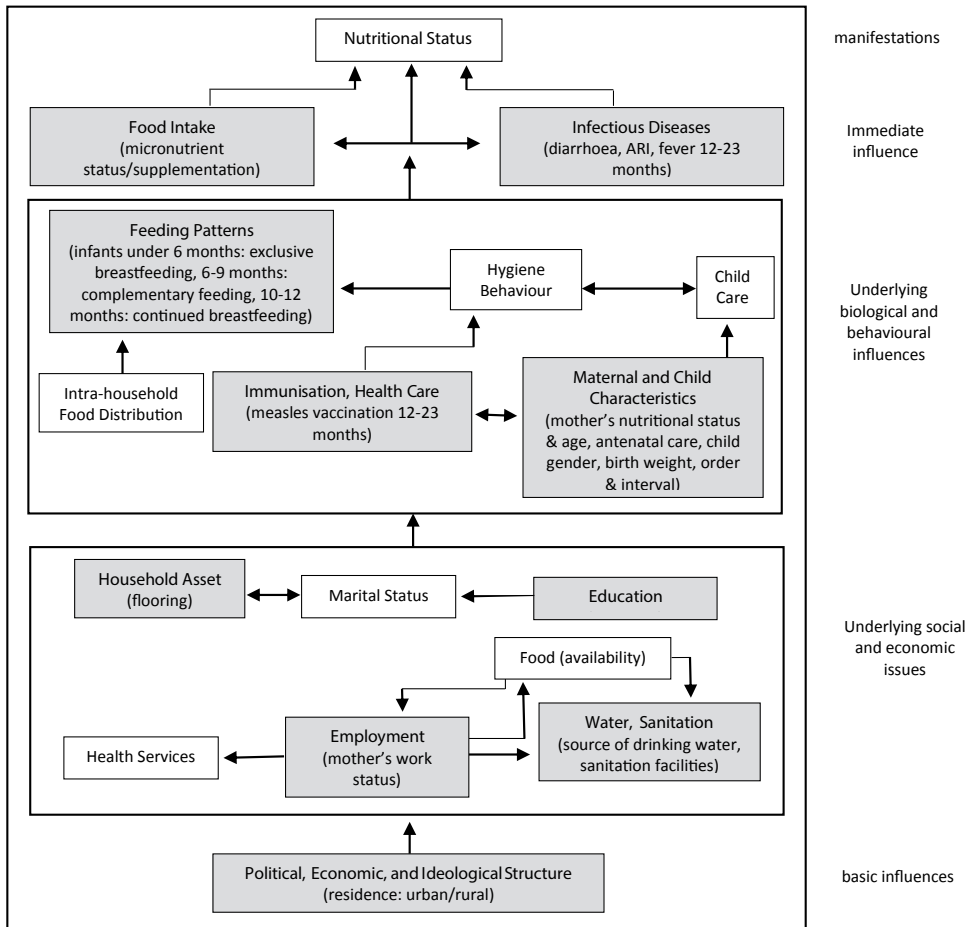 Nutritional Status
manifestations
Food Intake
(micronutrient
status/supplementation)
Infectious Diseases
(diarrhoea, ARI, fever 12-23
months)
Immediate
influence
Feeding Patterns
(infants under 6 months: exclusive
breastfeeding, 6-9 months:
complementary feeding, 10-12
months: continued breastfeeding)
Hygiene
Behaviour
Child
Care
Underlying
biological and
behavioural
influences
Intra-household
Food Distribution
Immunisation, Health Care
(measles vaccination 12-23
months)
Maternal and Child
Characteristics
(mother's nutritional status
& age, antenatal care, child
gender, birth weight, order
& interval)
Household Asset
(flooring)
Marital Status
Education
Underlying social
and economic
issues
Food (availability)
Health Services
Employment
(mother's work
status)
Water, Sanitation
(source of drinking water,
sanitation facilities)
Political, Economic, and Ideological Structure
(residence: urban/rural)
basic influences